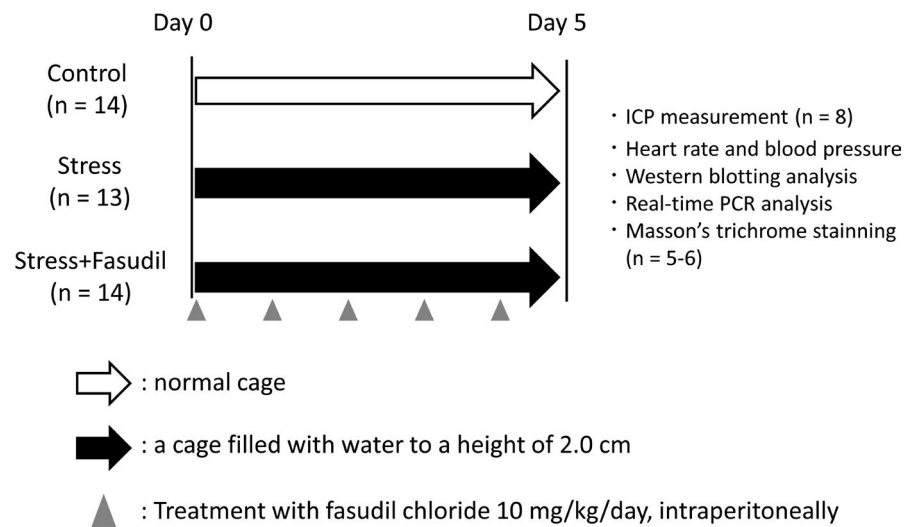 Day 0
Day 5
Control
(n = 14)
Stress
(n = 13)
Stress+Fasudil
(n = 14)
・ ICP measurement (n = 8)
・ Heart rate and blood pressure
・ Western blotting analysis
・ Real-time PCR analysis
・ Masson's trichrome stainning
(n = 5-6)
: normal cage
: a cage filled with water to a height of 2.0 cm
: Treatment with fasudil chloride 10 mg/kg/day, intraperitoneally